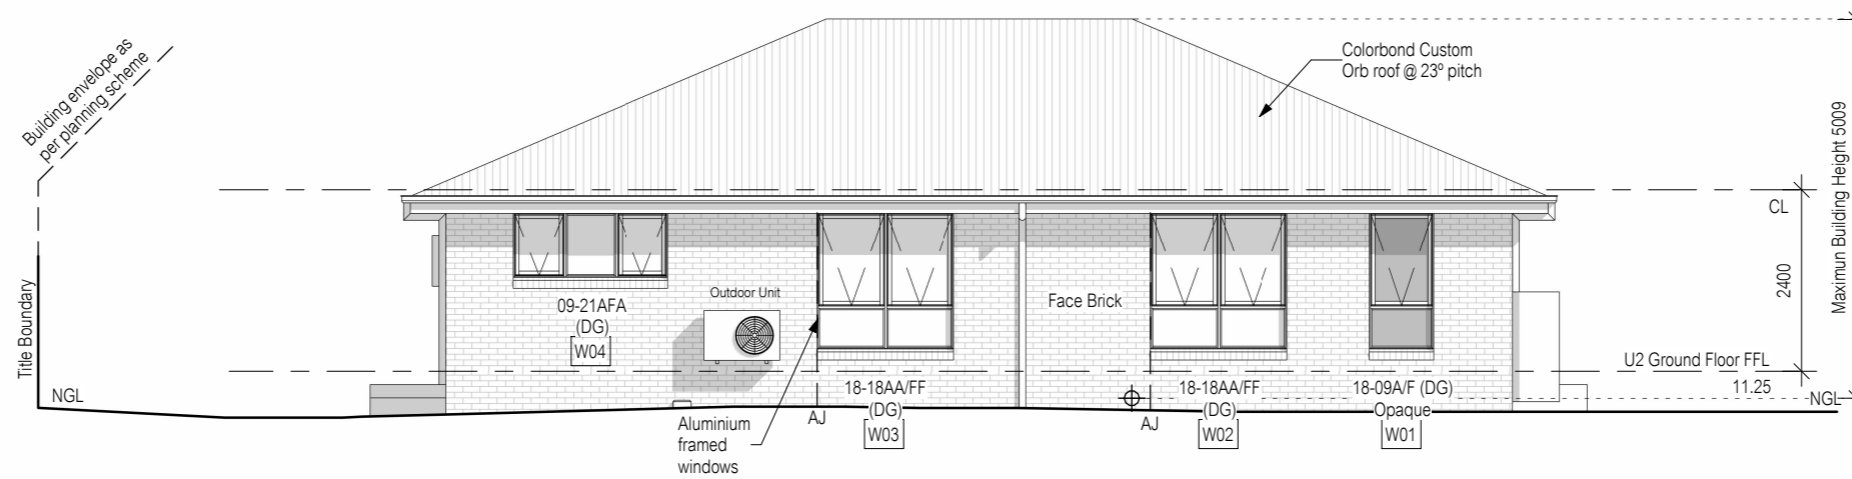 Building envelope as
per planning scheme
Colorbond Custom
Orb roof @ 23º pitch
Maximun Building Height 5009
CL
2400
Title Boundary
Outdoor Unit
Face Brick
09-21AFA
(DG)
W04
U2 Ground Floor FFL
11.25
NGL
NGL
18-18AA/FF
(DG)
W03
18-18AA/FF
(DG)
W02
18-09A/F (DG)
Opaque
W01
AJ
AJ
Aluminium
framed
windows